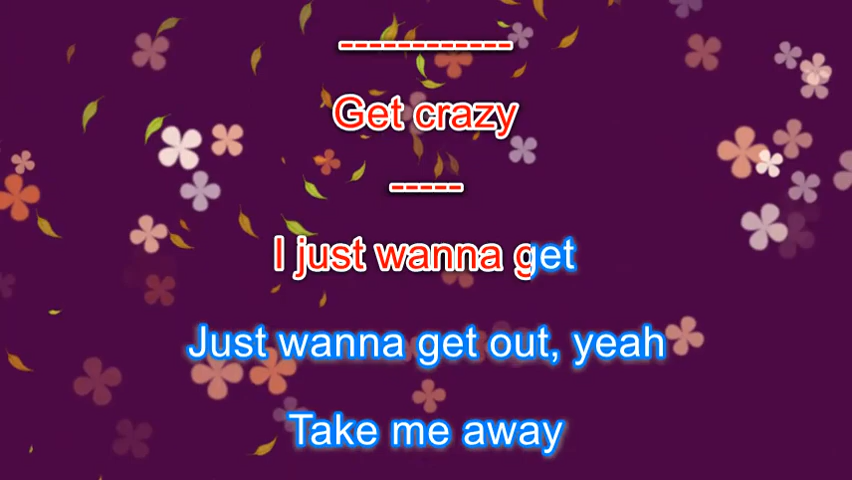 ------------
Get crazy
-----
I just wanna get
Just wanna get out, yeah
Take me away